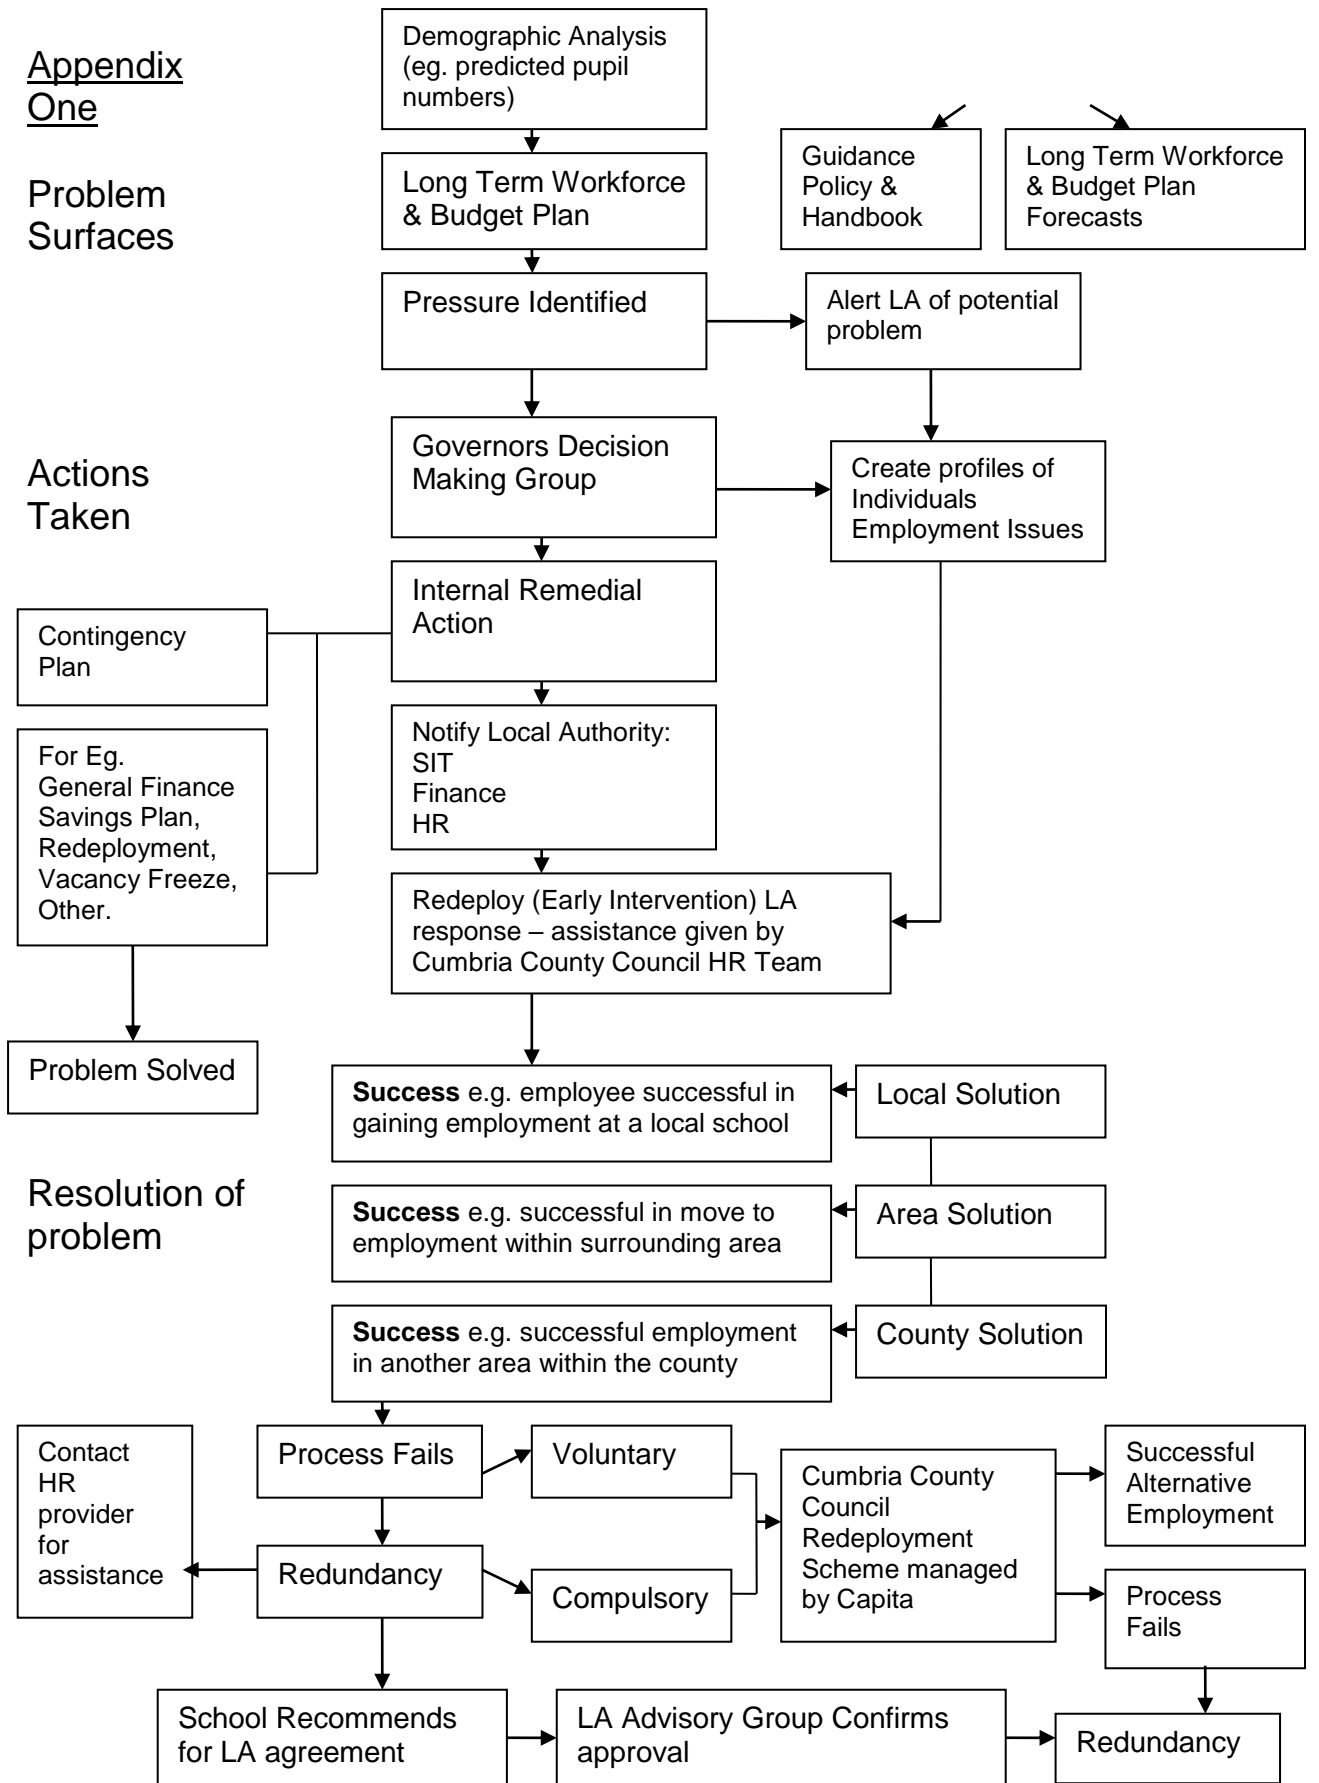 Appendix
One
Demographic Analysis
(eg. predicted pupil
numbers)
Guidance
Policy &
Handbook
Long Term Workforce
& Budget Plan
Forecasts
Problem
Surfaces
Long Term Workforce
& Budget Plan
Pressure Identified
Alert LA of potential
problem
Actions
Taken
Governors Decision
Making Group
Create profiles of
Individuals
Employment Issues
Internal Remedial
Action
Contingency
Plan
Notify Local Authority:
SIT
Finance
HR
For Eg.
General Finance
Savings Plan,
Redeployment,
Vacancy Freeze,
Other.
Redeploy (Early Intervention) LA
response – assistance given by
Cumbria County Council HR Team
Problem Solved
Success e.g. employee successful in
gaining employment at a local school
Local Solution
Resolution of
problem
Success e.g. successful in move to
employment within surrounding area
Area Solution
Success e.g. successful employment
in another area within the county
County Solution
Contact
HR
provider
for
assistance
Process Fails
Voluntary
Cumbria County
Council
Redeployment
Scheme managed
by Capita
Successful
Alternative
Employment
Redundancy
Compulsory
Process
Fails
School Recommends
for LA agreement
LA Advisory Group Confirms
approval
Redundancy